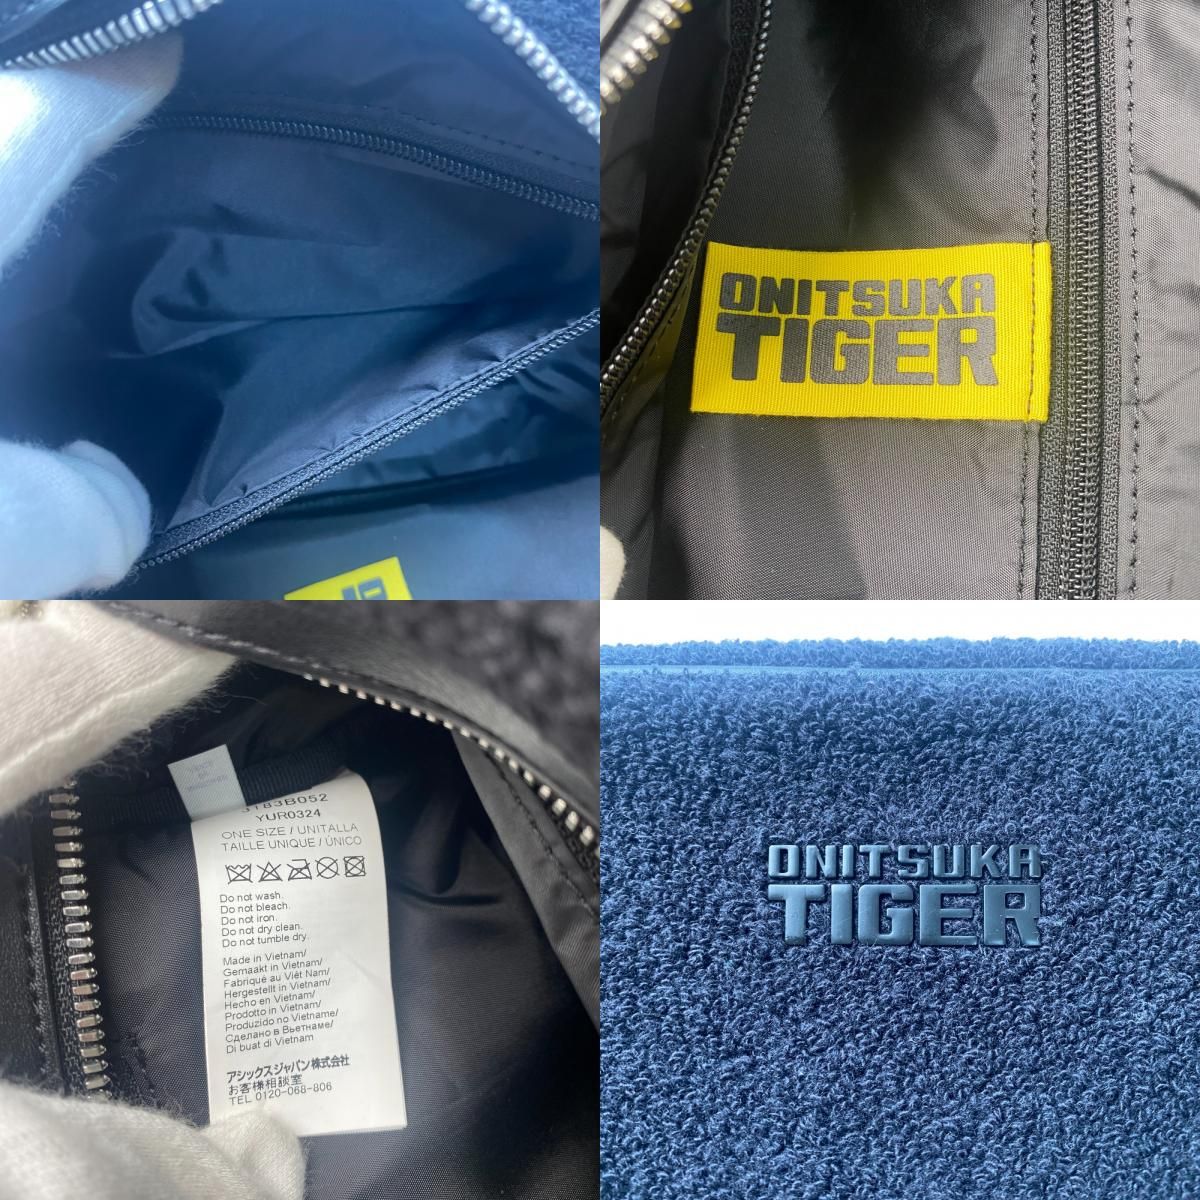 ONITSUKA
TIGER
3183B052
YUR0324
ONE SIZE / UNITALLA
TAILLE UNIQUE / ÚNICO
Do not wash.
Do not bleach.
Do not iron.
Do not dry clean.
Do not tumble dry.
Made in Vietnam/
Gemaakt in Vietnam/
Fabriqué au Việt Nam/
Hergestellt in Vietnam/
Hecho en Vietnam/
Prodotto in Vietnam/
Produzido no Vietname/
Сделано в Вьетнаме/
Di buat di Vietnam
アシックスジャパン株式会社
お客様相談室
TEL 0120-068-806
ONITSUKA
TIGER